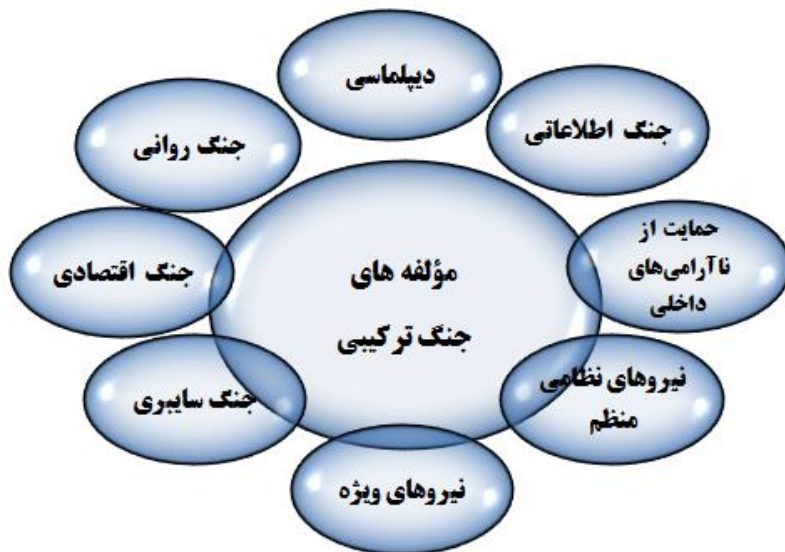 دیپلماسی
جنگ اطلاعاتی
حمایت از
ناآرامی‌های
داخلی
نیروهای نظامی
منظم
نیروهای ویژه
جنگ سایبری
جنگ اقتصادی
جنگ روانی
مؤلفه های
جنگ ترکیبی